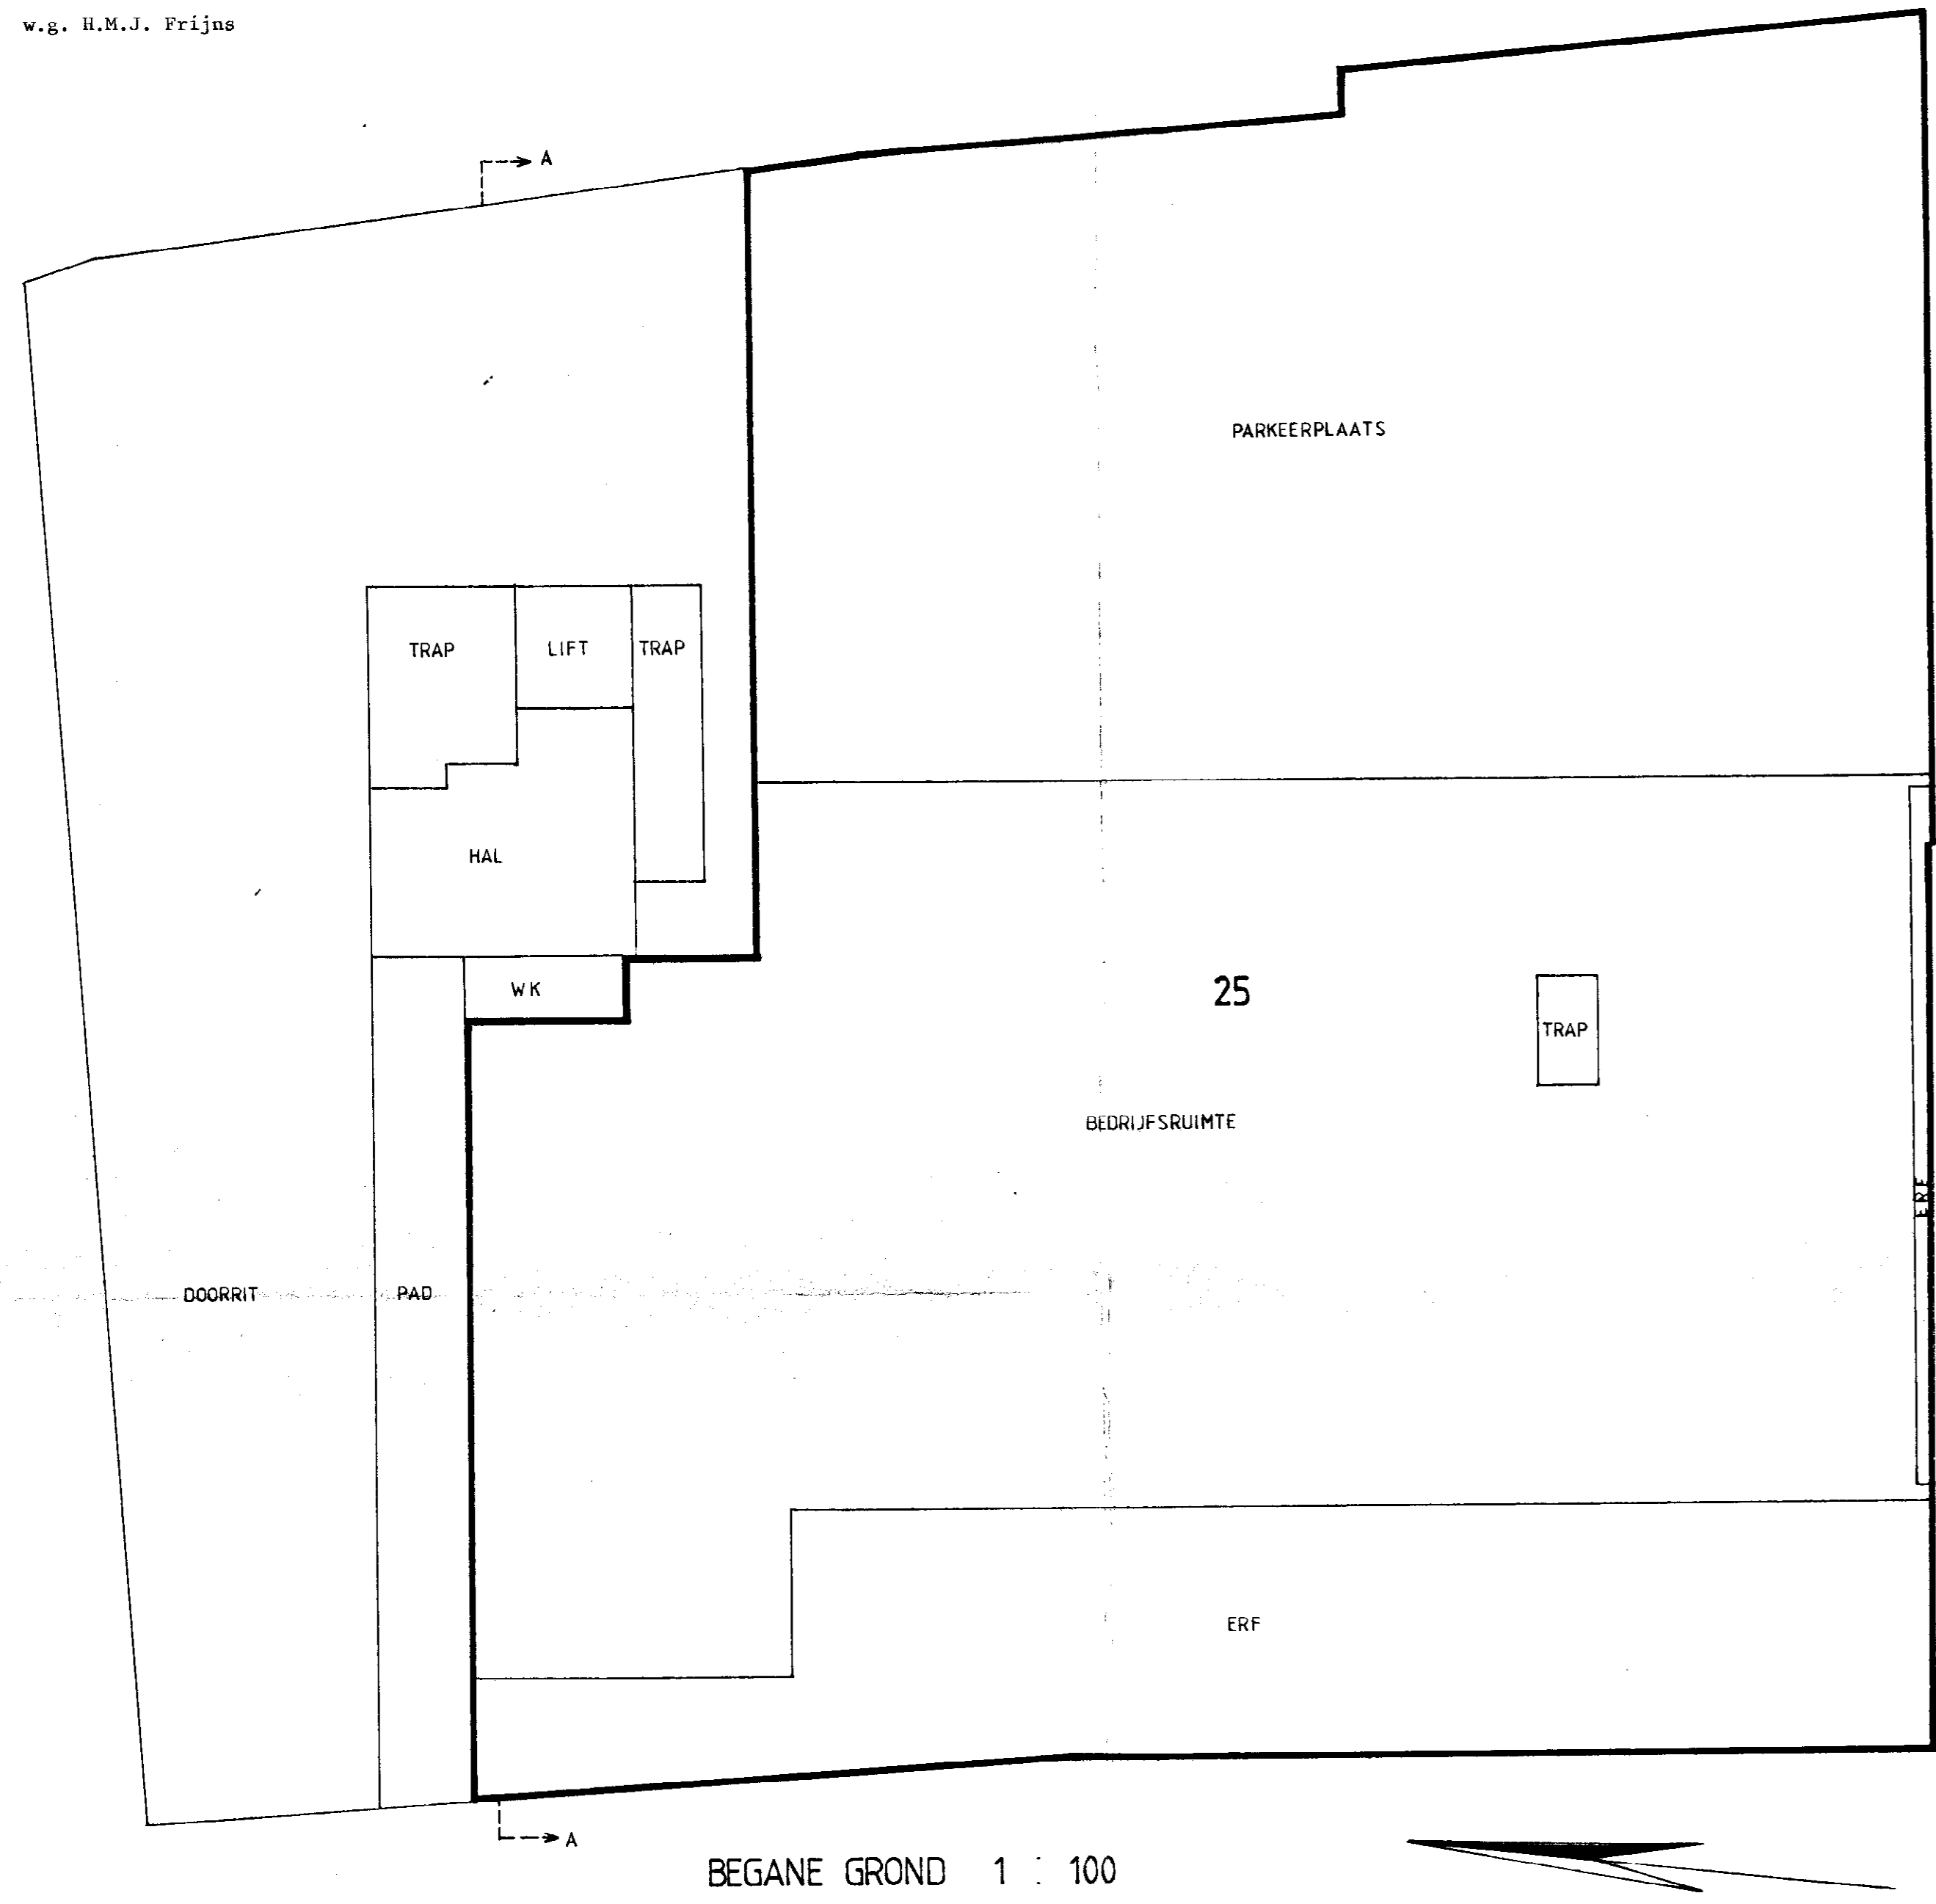 w.g. H.M.J. Frijns
A
PARKEERPLAATS
TRAP
LIFT
TRAP
HAL
WK
25
TRAP
BEDRIJFSRUIMTE
ERF
DOORRIT
PAD
ERF
A
BEGANE GROND 1 : 100